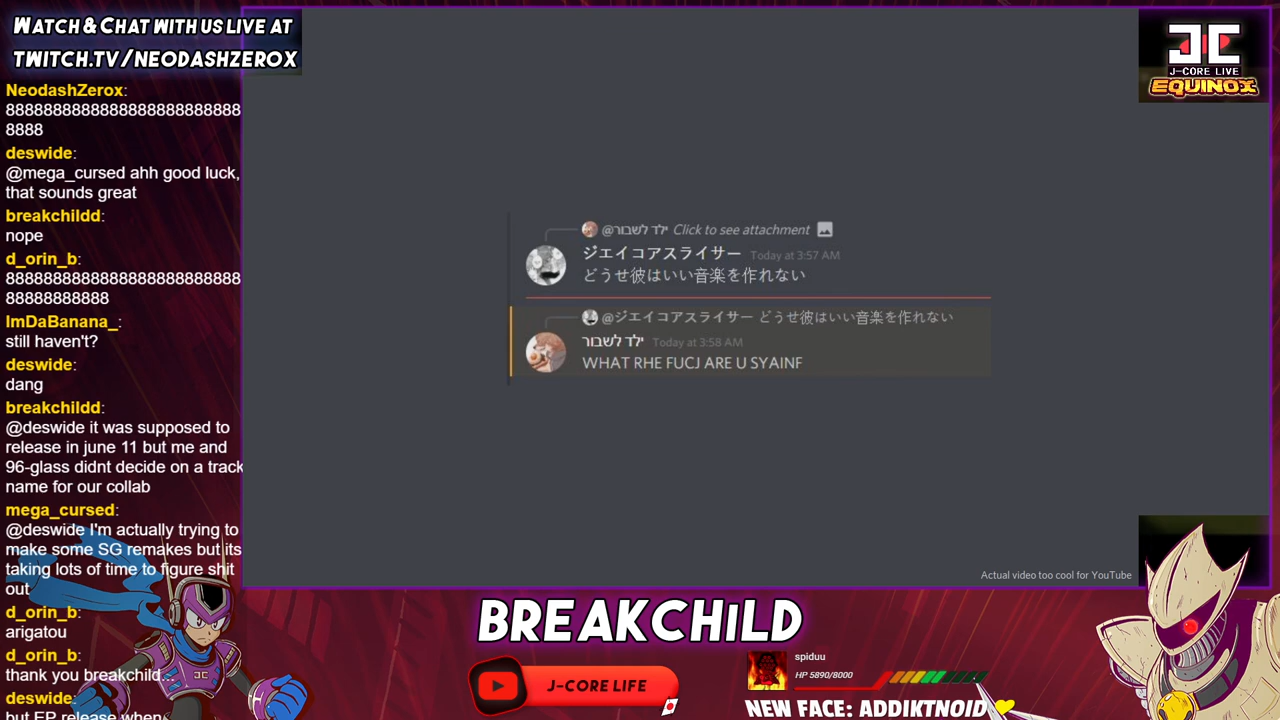 WATCH & CHAT WITH US LIVE AT
TWITCH.TV/NEODASHZEROX
NeodashZerox:
8888888888888888888888888
8888
deswide:
@mega_cursed ahh good luck,
that sounds great
breakchildd:
nope
d_orin_b:
8888888888888888888888888
88888888888
ImDaBanana_:
still haven't?
deswide:
dang
breakchildd:
@deswide it was supposed to
release in june 11 but me and
96-glass didnt decide on a track
name for our collab
mega_cursed:
@deswide I'm actually trying to
make some SG remakes but its
taking lots of time to figure shit
out
d_orin_b:
arigatou
d_orin_b:
thank you breakchild...
deswide:
but EP release when
@ילד לשבור Click to see attachment
ジェイコアスライサー Today at 3:57 AM
どうせ彼はいい音楽を作れない
@ジェイコアスライサー どうせ彼はいい音楽を作れない
ילד לשבור Today at 3:58 AM
WHAT RHE FUCJ ARE U SYAINF
JC
J-CORE LIVE
EQUINOX
Actual video too cool for YouTube
BREAKCHILD
J-CORE LIFE
spiduu
HP 5890/8000
NEW FACE: ADDIKTNOID 💛
JC